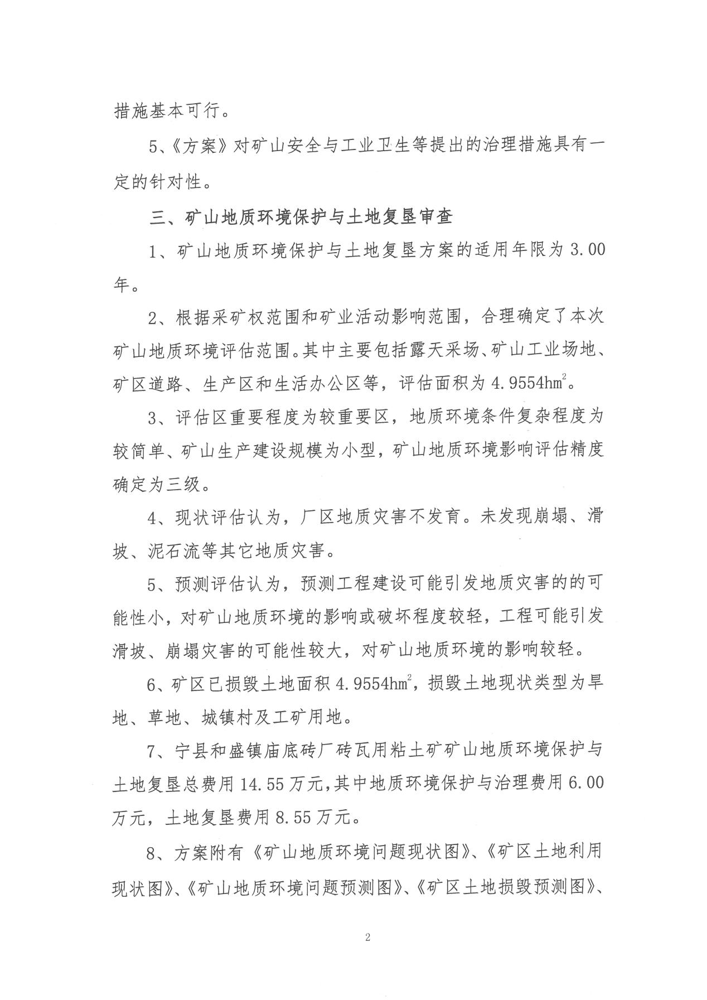 措施基本可行。
5、《方案》对矿山安全与工业卫生等提出的治理措施具有一
定的针对性。
三、矿山地质环境保护与土地复垦审查
1、矿山地质环境保护与土地复垦方案的适用年限为 3.00
年。
2、根据采矿权范围和矿业活动影响范围，合理确定了本次
矿山地质环境评估范围。其中主要包括露天采场、矿山工业场地、
矿区道路、生产区和生活办公区等，评估面积为 4.9554hm²。
3、评估区重要程度为较重要区，地质环境条件复杂程度为
较简单、矿山生产建设规模为小型，矿山地质环境影响评估精度
确定为三级。
4、现状评估认为，厂区地质灾害不发育。未发现崩塌、滑
坡、泥石流等其它地质灾害。
5、预测评估认为，预测工程建设可能引发地质灾害的的可
能性小，对矿山地质环境的影响或破坏程度较轻，工程可能引发
滑坡、崩塌灾害的可能性较大，对矿山地质环境的影响较轻。
6、矿区已损毁土地面积 4.9554hm²，损毁土地现状类型为旱
地、草地、城镇村及工矿用地。
7、宁县和盛镇庙底砖厂砖瓦用粘土矿矿山地质环境保护与
土地复垦总费用 14.55 万元，其中地质环境保护与治理费用 6.00
万元，土地复垦费用 8.55 万元。
8、方案附有《矿山地质环境问题现状图》、《矿区土地利用
现状图》、《矿山地质环境问题预测图》、《矿区土地损毁预测图》、
2